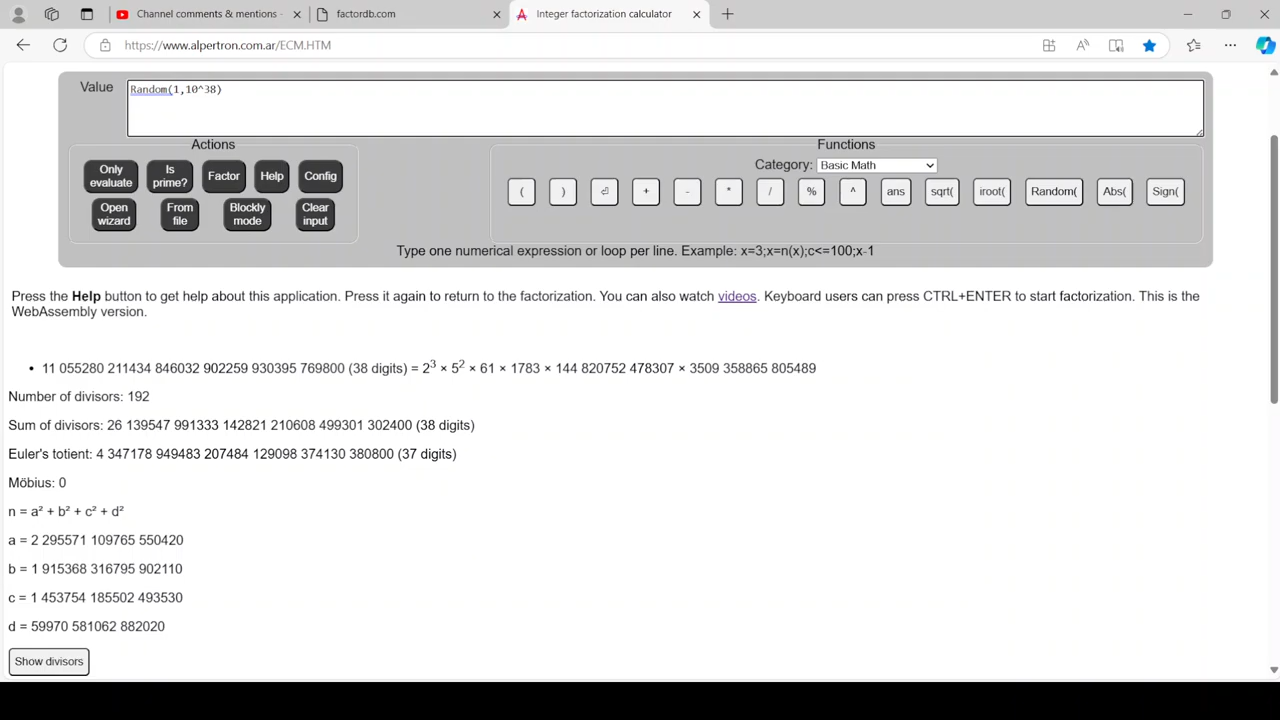 Channel comments & mentions -
factordb.com
Integer factorization calculator
https://www.alpertron.com.ar/ECM.HTM
Value
Random(1,10^38)
Actions
Functions
Category: Basic Math
Only evaluate
Is prime?
Factor
Help
Config
( ) ⏎ + - * / % ^ ans sqrt( iroot( Random( Abs( Sign(
Open wizard
From file
Blockly mode
Clear input
Type one numerical expression or loop per line. Example: x=3;x=n(x);c<=100;x-1
Press the Help button to get help about this application. Press it again to return to the factorization. You can also watch videos. Keyboard users can press CTRL+ENTER to start factorization. This is the
WebAssembly version.
• 11 055280 211434 846032 902259 930395 769800 (38 digits) = 2³ × 5² × 61 × 1783 × 144 820752 478307 × 3509 358865 805489
Number of divisors: 192
Sum of divisors: 26 139547 991333 142821 210608 499301 302400 (38 digits)
Euler's totient: 4 347178 949483 207484 129098 374130 380800 (37 digits)
Möbius: 0
n = a² + b² + c² + d²
a = 2 295571 109765 550420
b = 1 915368 316795 902110
c = 1 453754 185502 493530
d = 59970 581062 882020
Show divisors